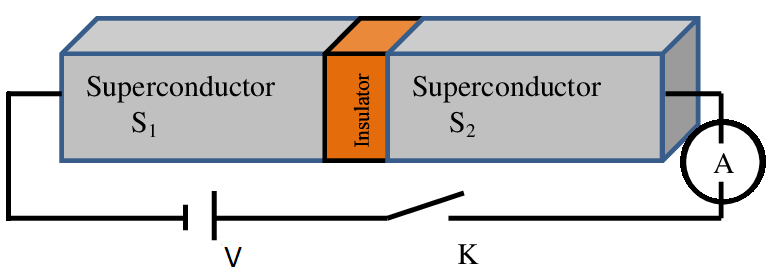 Superconductor
S₁
Insulator
Superconductor
S₂
A
V
K